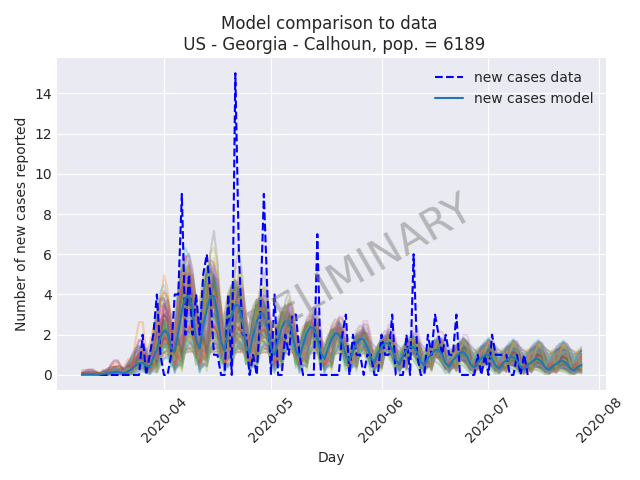 Model comparison to data
US - Georgia - Calhoun, pop. = 6189
new cases data
new cases model
PRELIMINARY
Number of new cases reported
14
12
10
8
6
4
2
0
2020-04
2020-05
2020-06
2020-07
2020-08
Day